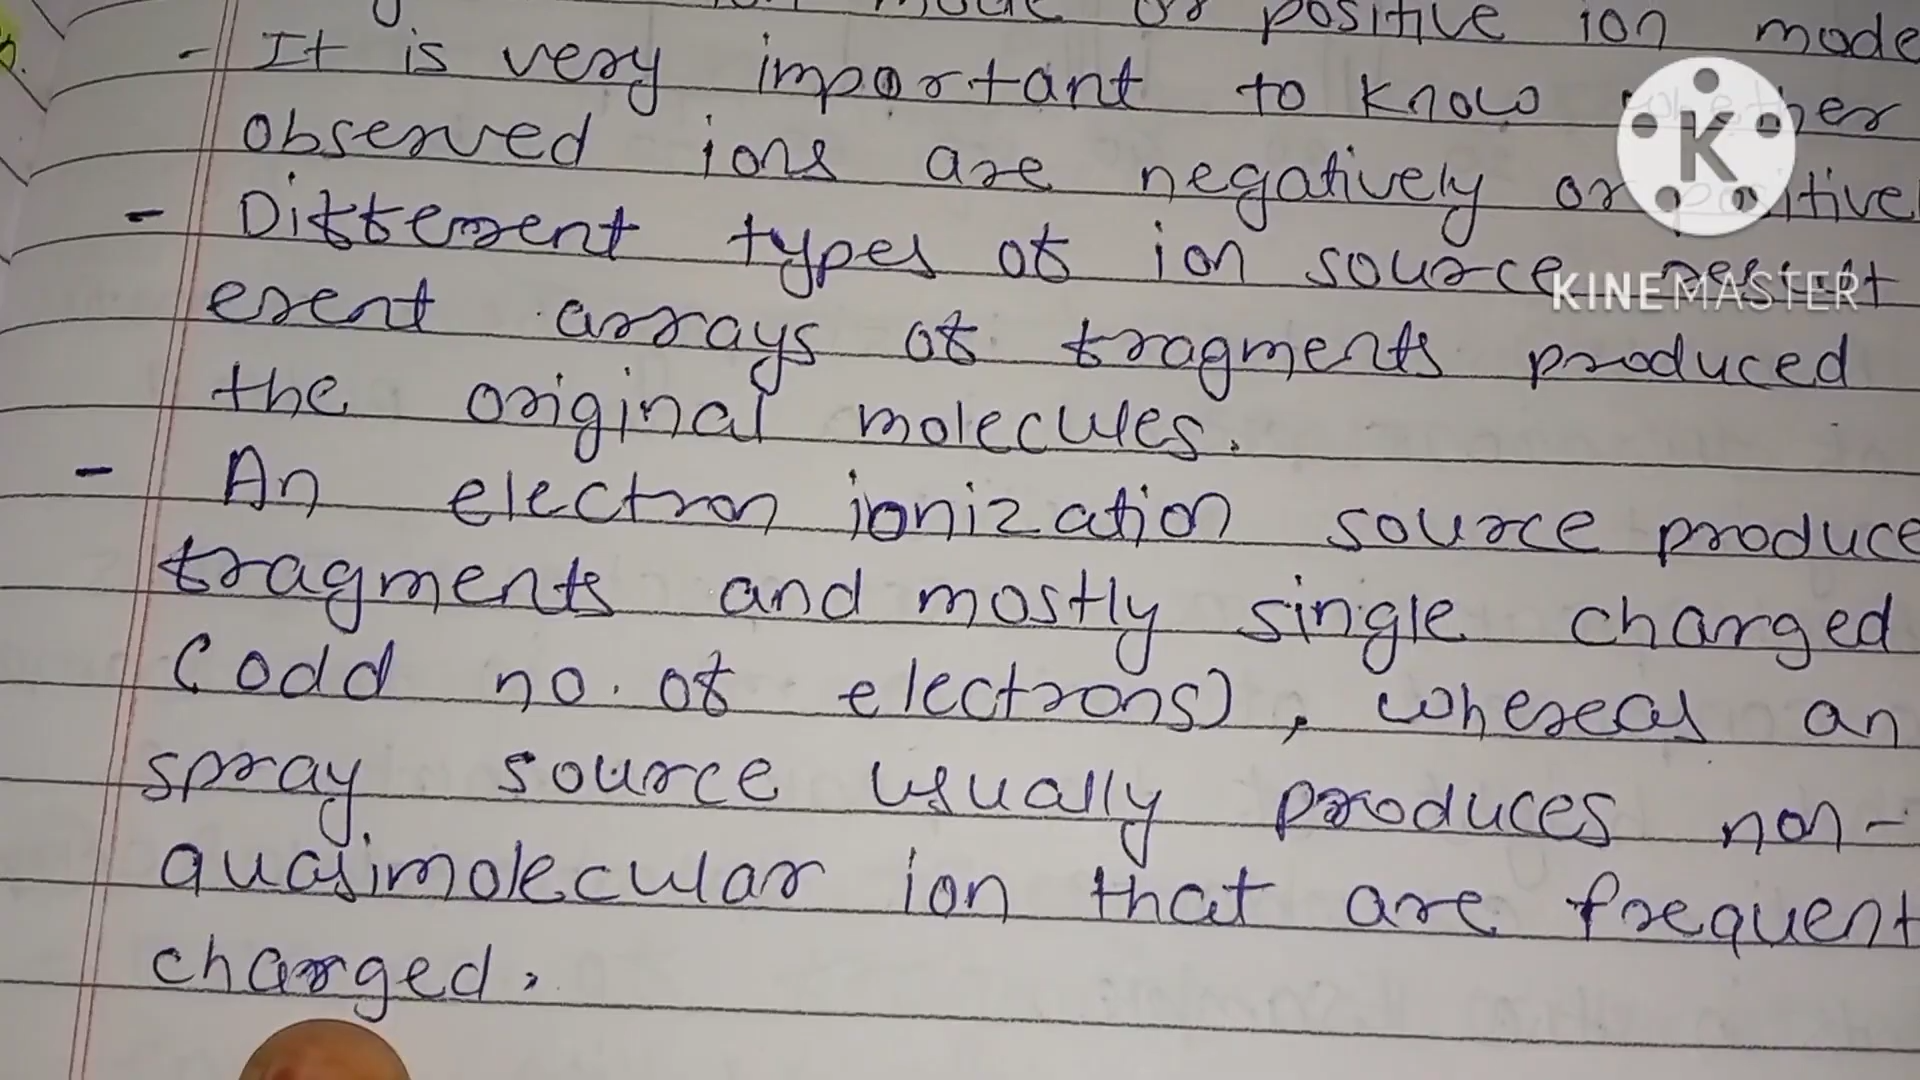 mode or positive ion mode
- It is very important to know whether
observed ions are negatively or positive
- Different types of ion source result
erent arrays of fragments produced
the original molecules.
- An electron ionization source produce
fragments and mostly single charged
(odd no. of electrons), whereas an
spray source usually produces non-
quasimolecular ion that are frequent
charged.
K
KINEMASTER